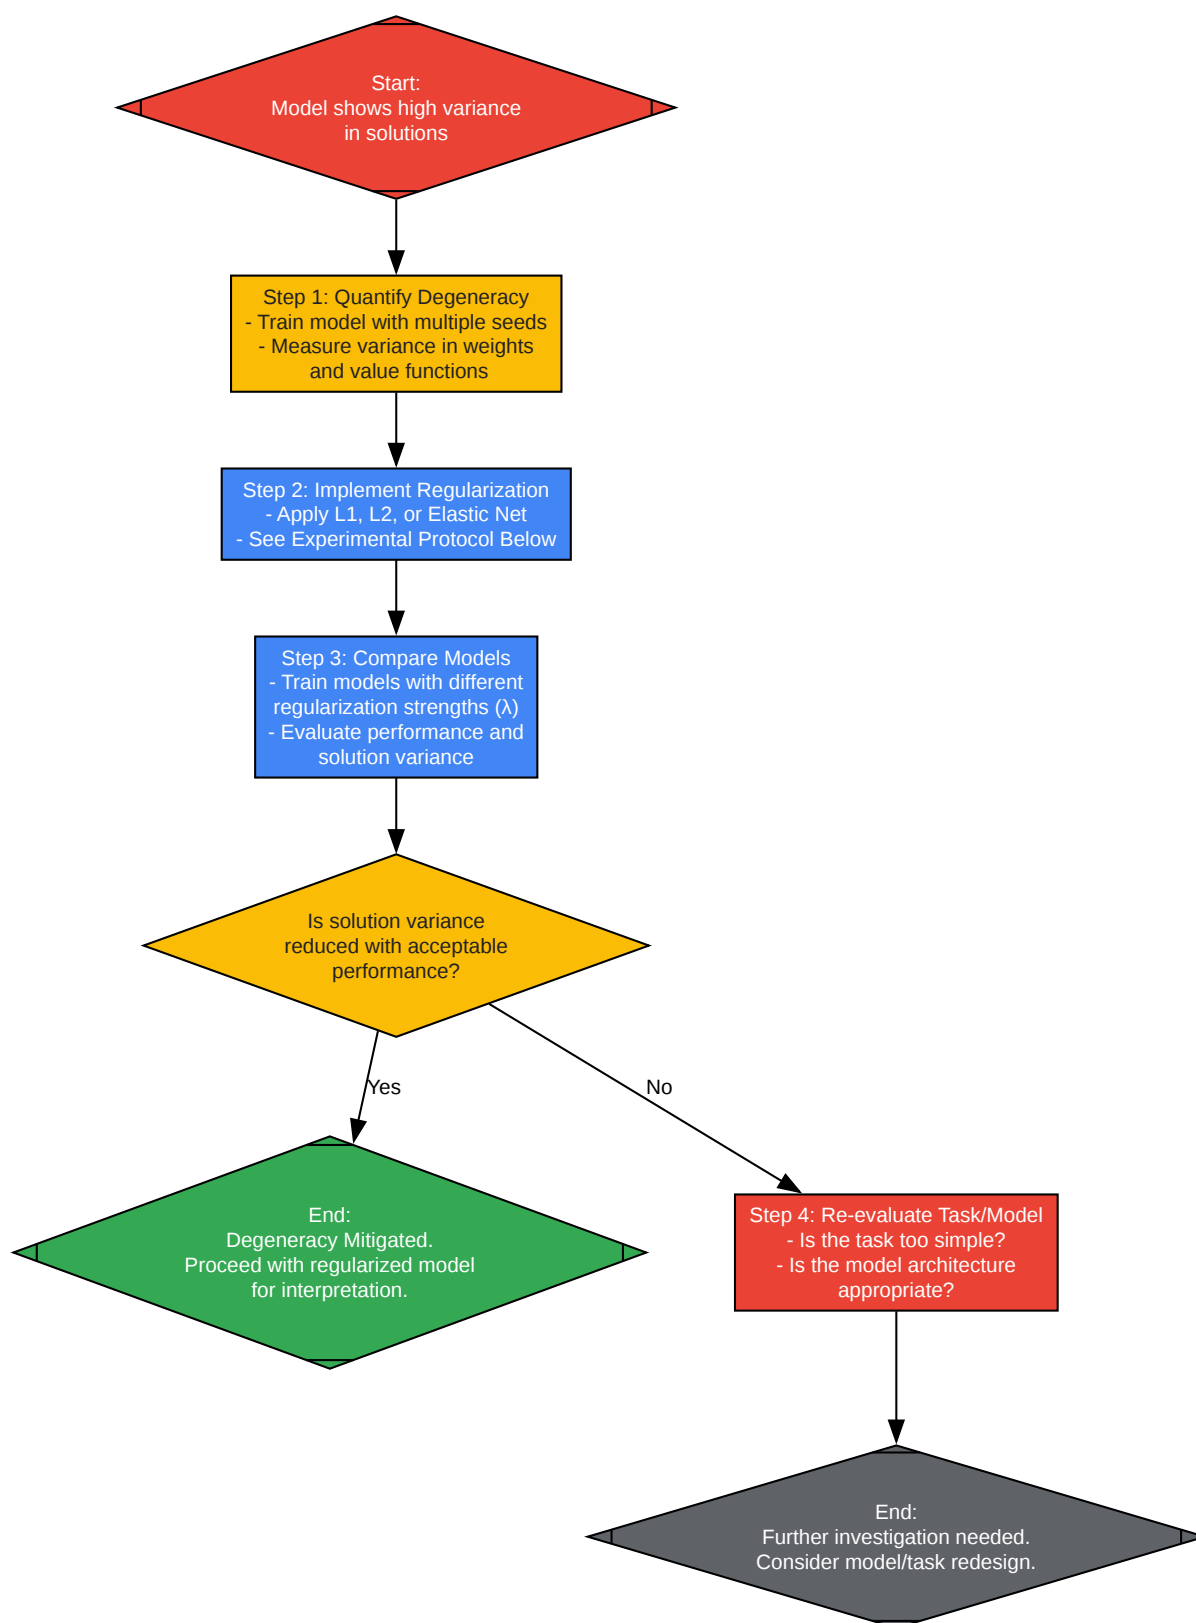 Start:
Model shows high variance
in solutions
Step 1: Quantify Degeneracy
- Train model with multiple seeds
- Measure variance in weights
and value functions
Step 2: Implement Regularization
- Apply L1, L2, or Elastic Net
- See Experimental Protocol Below
Step 3: Compare Models
- Train models with different
regularization strengths (λ)
- Evaluate performance and
solution variance
Is solution variance
reduced with acceptable
performance?
Yes
No
End:
Degeneracy Mitigated.
Proceed with regularized model
for interpretation.
Step 4: Re-evaluate Task/Model
- Is the task too simple?
- Is the model architecture
appropriate?
End:
Further investigation needed.
Consider model/task redesign.